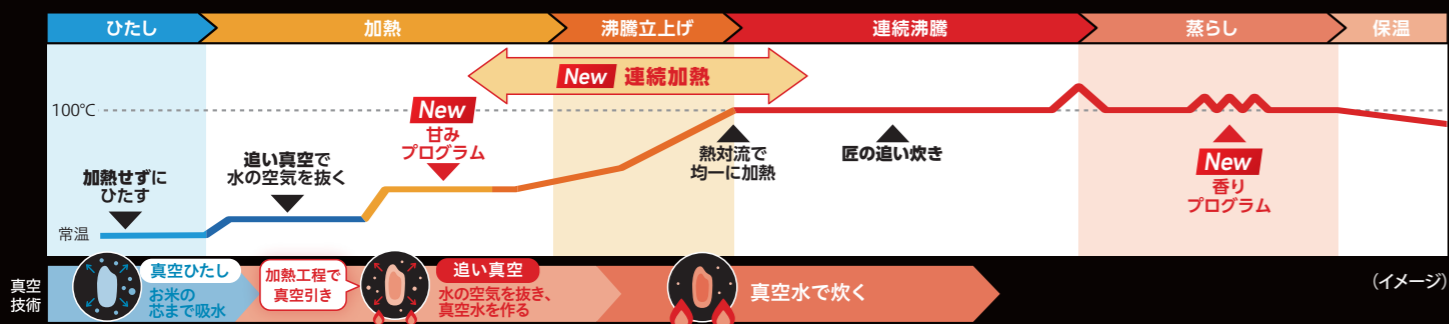 ひたし
加熱
沸騰立上げ
連続沸騰
蒸らし
保温
New 連続加熱
100℃
常温
加熱せずに
ひたす
追い真空で
水の空気を抜く
New
甘み
プログラム
熱対流で
均一に加熱
匠の追い炊き
New
香り
プログラム
真空
技術
真空ひたし
お米の
芯まで吸水
加熱工程で
真空引き
追い真空
水の空気を抜き、
真空水を作る
真空水で炊く
(イメージ)